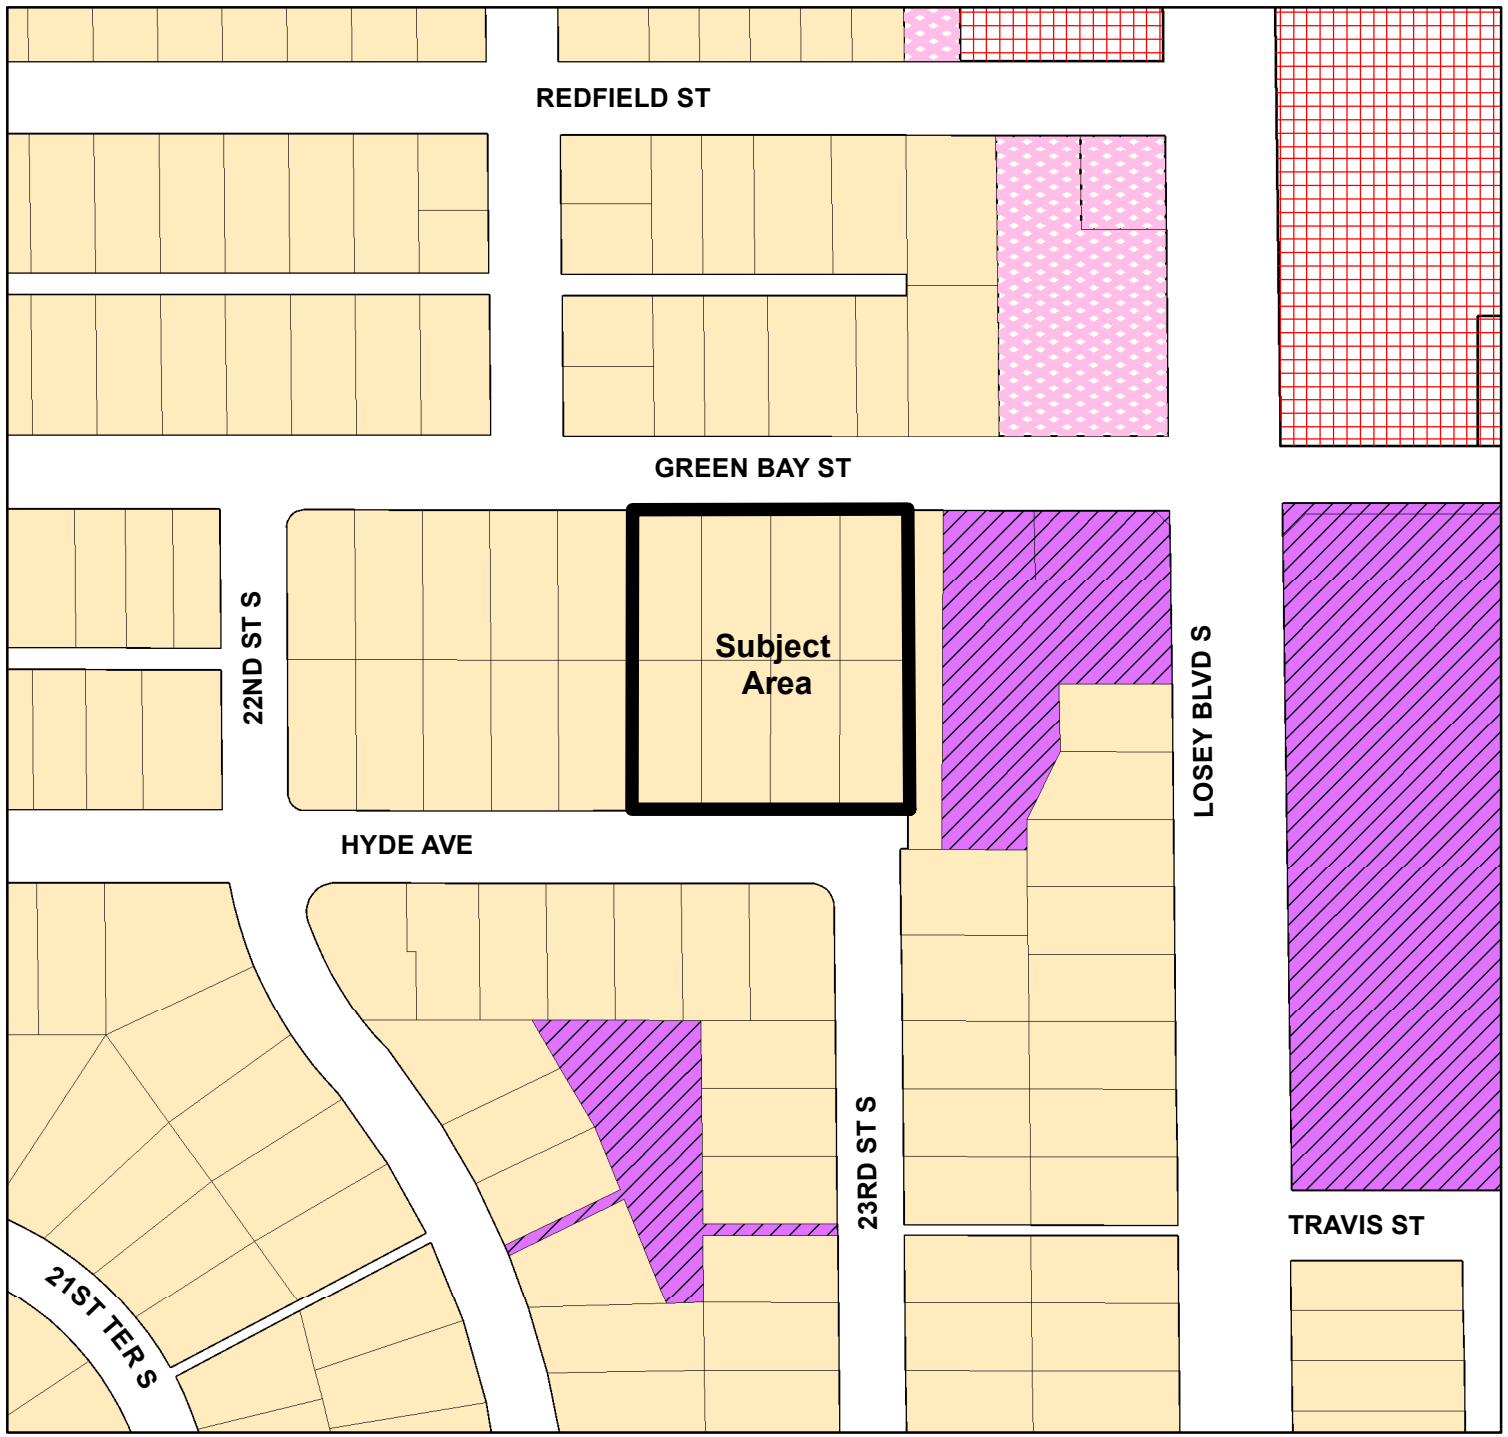 REDFIELD ST
GREEN BAY ST
22ND ST S
Subject
Area
LOSEY BLVD S
HYDE AVE
23RD ST S
TRAVIS ST
21ST TER S